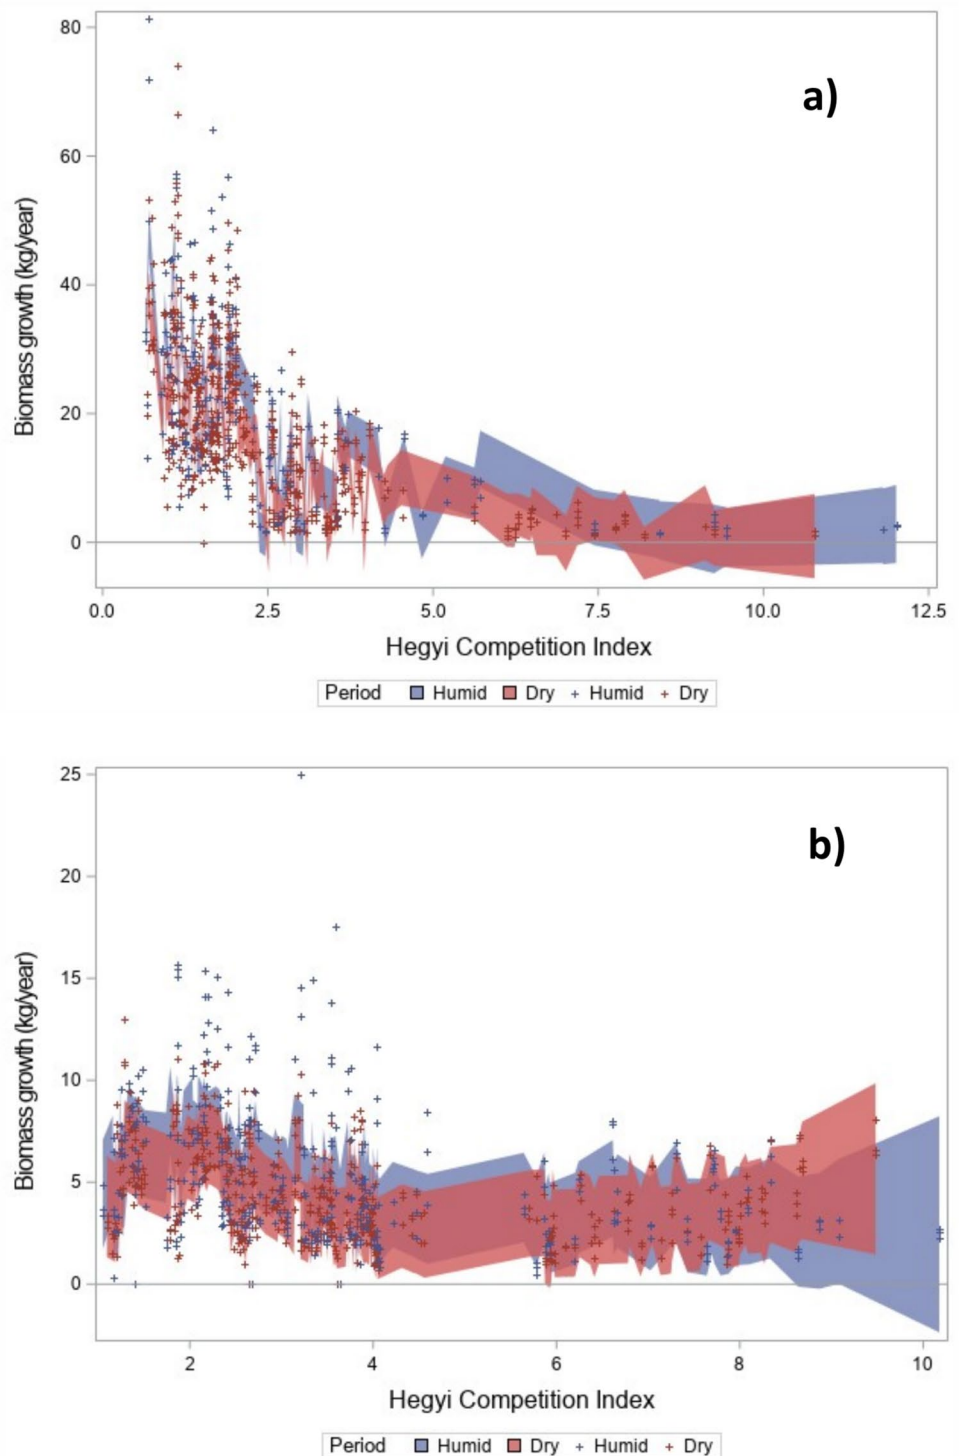 a)
Biomass growth (kg/year)
80
60
40
20
0
0.0 2.5 5.0 7.5 10.0 12.5
Hegyi Competition Index
Period Humid Dry Humid Dry
b)
Biomass growth (kg/year)
25
20
15
10
5
0
2 4 6 8 10
Hegyi Competition Index
Period Humid Dry Humid Dry